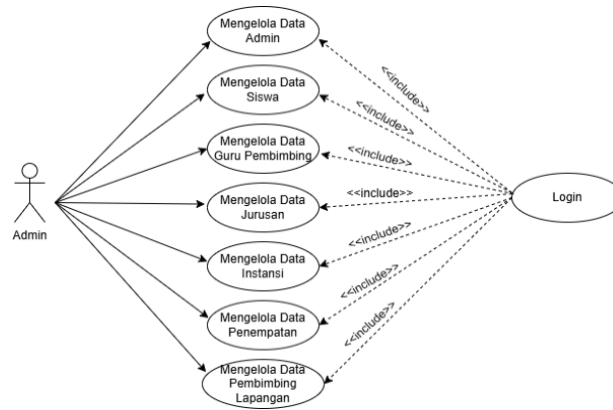 Mengelola Data
Admin
<<include>>
Mengelola Data
Siswa
<<include>>
Mengelola Data
Guru Pembimbing
<<include>>
Admin
Mengelola Data
Jurusan
<<include>>
Login
Mengelola Data
Instansi
<<include>>
Mengelola Data
Penempatan
<<include>>
Mengelola Data
Pembimbing
Lapangan
<<include>>